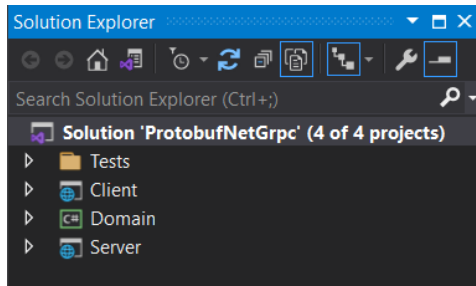 Solution Explorer
Search Solution Explorer (Ctrl+;)
Solution 'ProtobufNetGrpc' (4 of 4 projects)
Tests
Client
C# Domain
Server